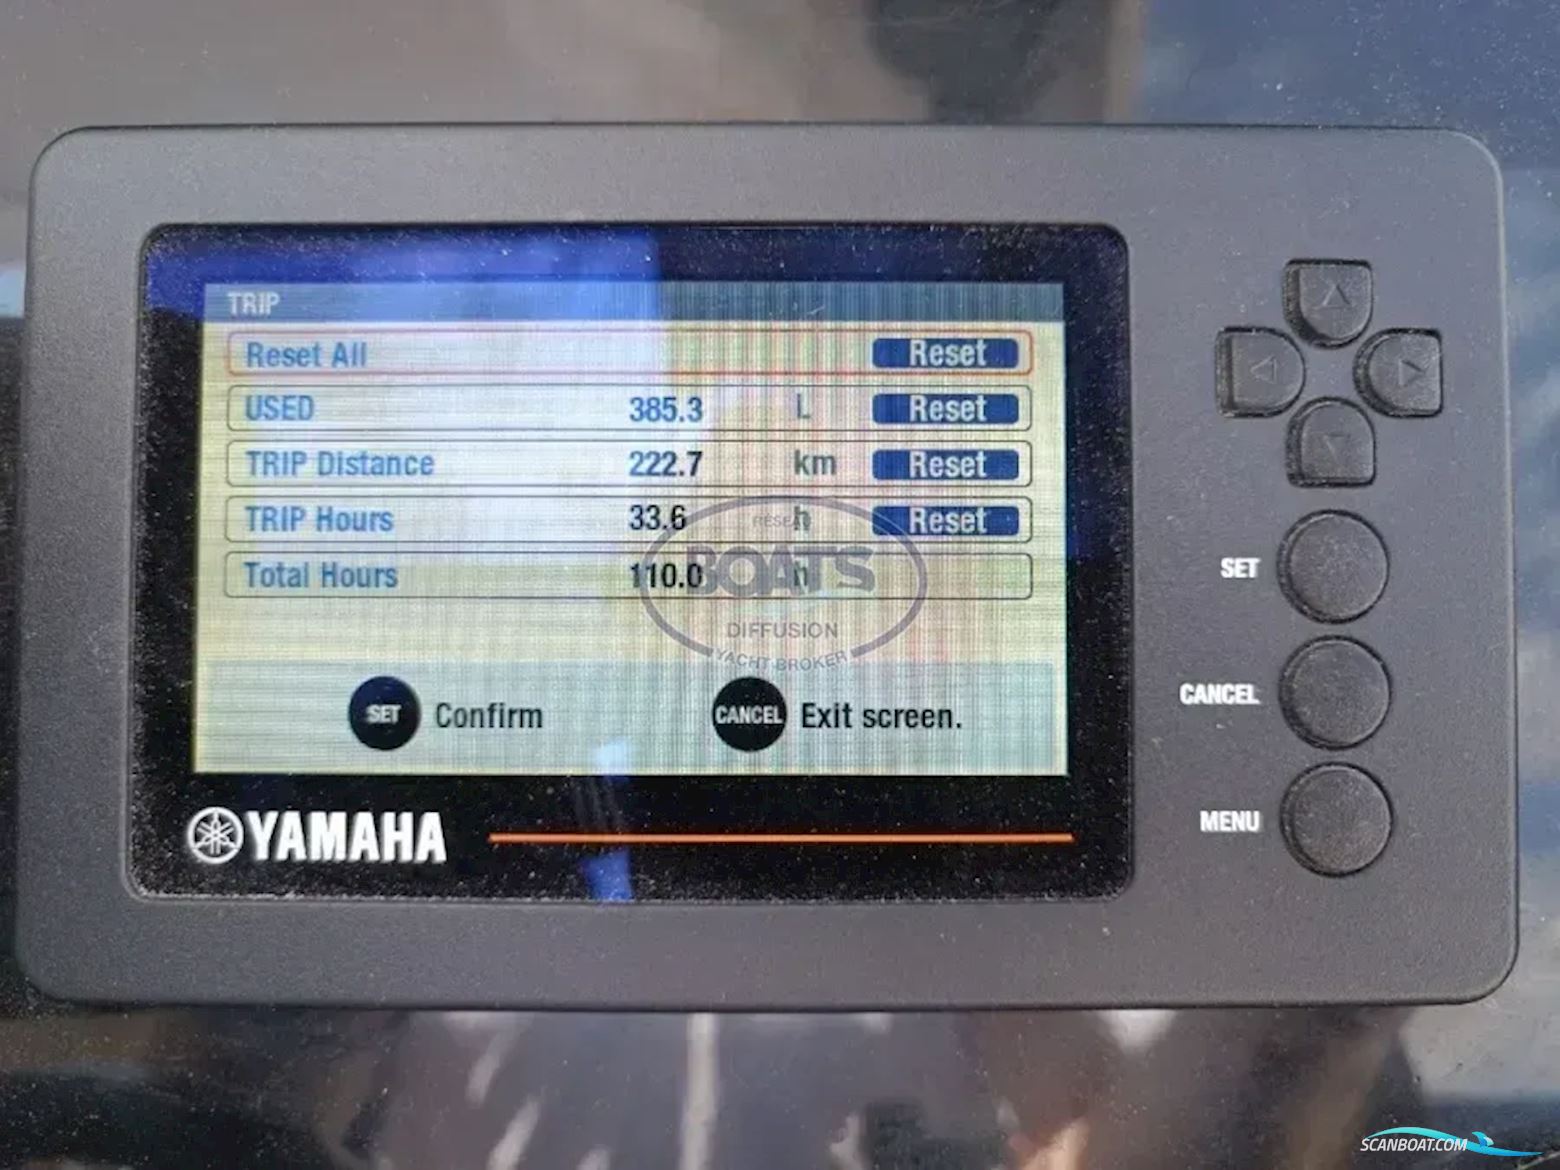 TRIP
Reset All Reset
USED 385.3 L Reset
TRIP Distance 222.7 km Reset
TRIP Hours 33.6 h Reset
Total Hours 110.0 h
SET Confirm CANCEL Exit screen.
YAMAHA
SET
CANCEL
MENU
BOATS
DIFFUSION
YACHT BROKER
SCANBOAT.COM